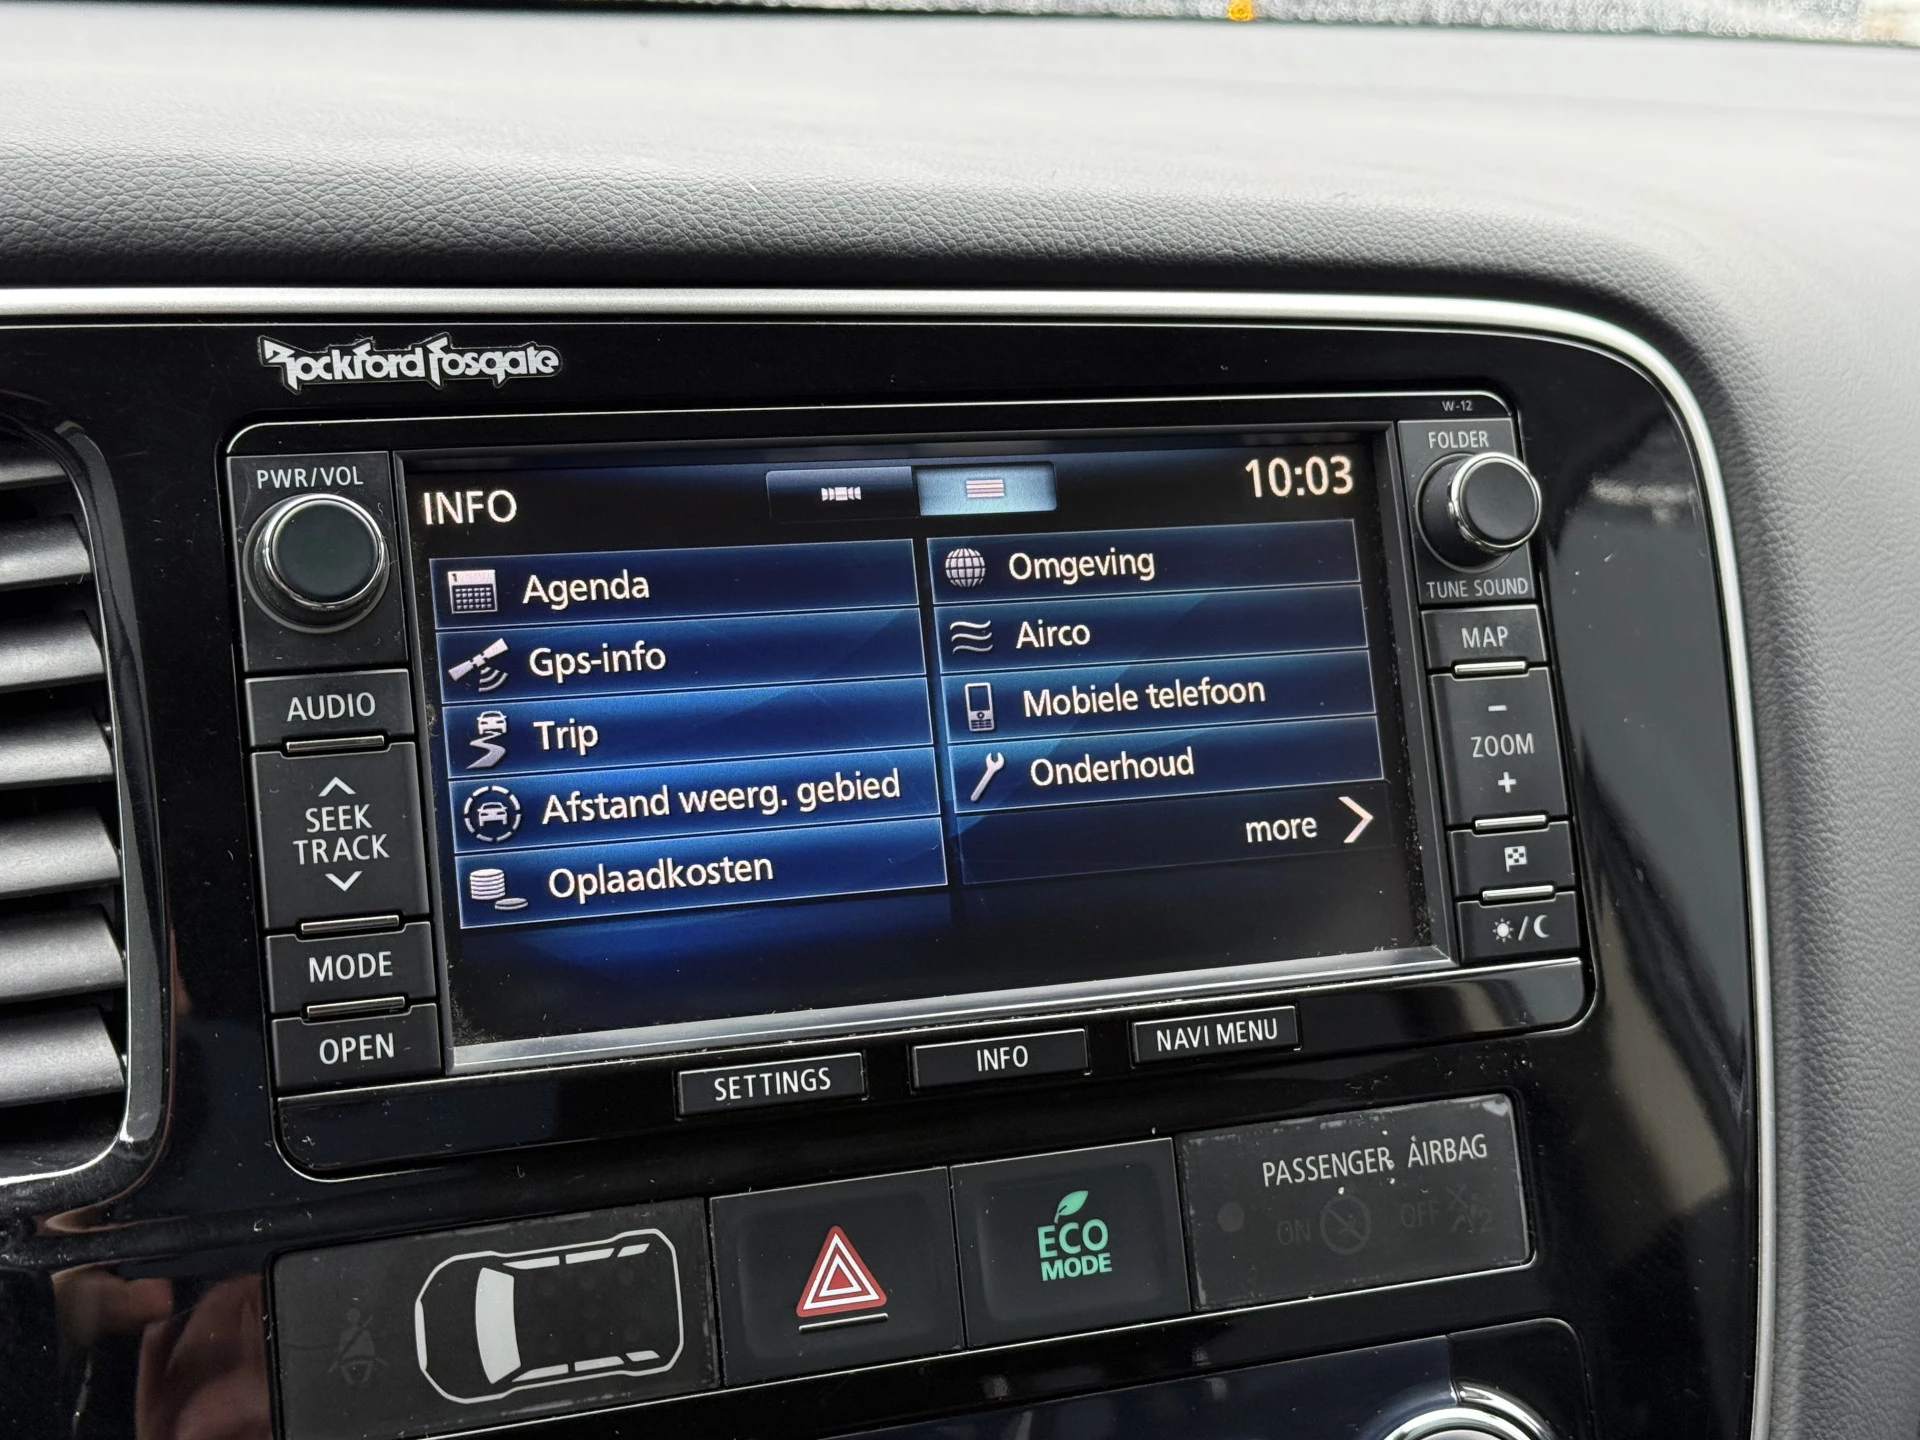 Rockford Fosgate
W-12
PWR/VOL
FOLDER
INFO
10:03
Agenda
Omgeving
Gps-info
Airco
Trip
Mobiele telefoon
Afstand weerg. gebied
Onderhoud
Oplaadkosten
more
TUNE SOUND
AUDIO
MAP
SEEK
TRACK
-
ZOOM
+
MODE
OPEN
SETTINGS
INFO
NAVI MENU
ECO
MODE
PASSENGER AIRBAG
ON
OFF